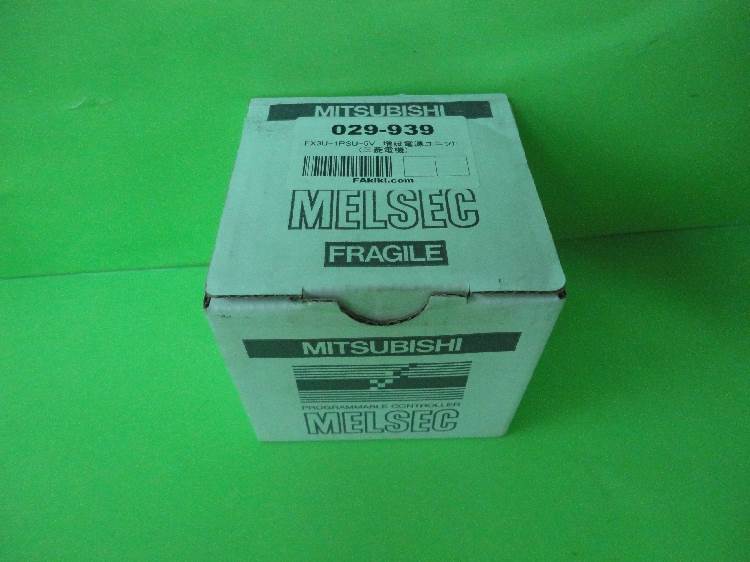 MITSUBISHI
029-939
FX3U-1PSU-5V 増設電源ユニット
(三菱電機)
FAkiki.com
MELSEC
FRAGILE
MITSUBISHI
PROGRAMMABLE CONTROLLER
MELSEC